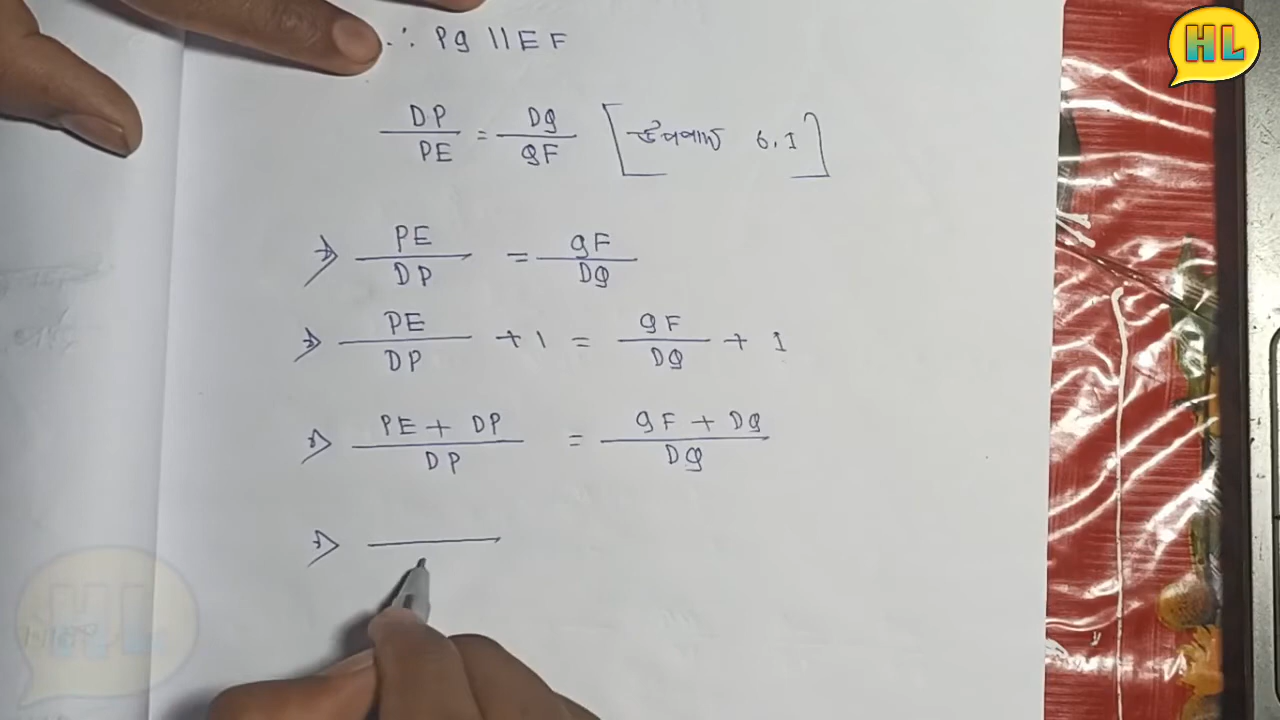 HL
∴ PQ || EF
DP/PE = DQ/QF [উপপাদ্য 6.1]
⇒ PE/DP = QF/DQ
⇒ PE/DP + 1 = QF/DQ + 1
⇒ PE + DP/DP = QF + DQ/DQ
⇒
HL